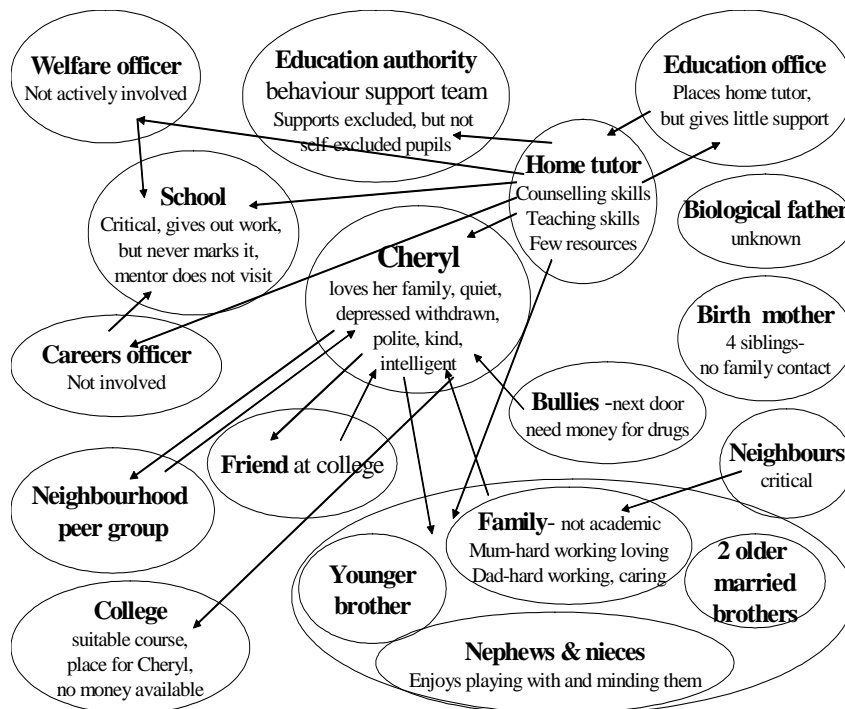 Welfare officer
Not actively involved
Education authority
behaviour support team
Supports excluded, but not
self-excluded pupils
Education office
Places home tutor,
but gives little support
Home tutor
Counselling skills
Teaching skills
Few resources
School
Critical, gives out work,
but never marks it,
mentor does not visit
Biological father
unknown
Cheryl
loves her family, quiet,
depressed withdrawn,
polite, kind,
intelligent
Birth mother
4 siblings-
no family contact
Careers officer
Not involved
Bullies -next door
need money for drugs
Friend at college
Neighbours
critical
Neighbourhood
peer group
Family- not academic
Mum-hard working loving
Dad-hard working, caring
Younger
brother
2 older
married
brothers
College
suitable course,
place for Cheryl,
no money available
Nephews & nieces
Enjoys playing with and minding them